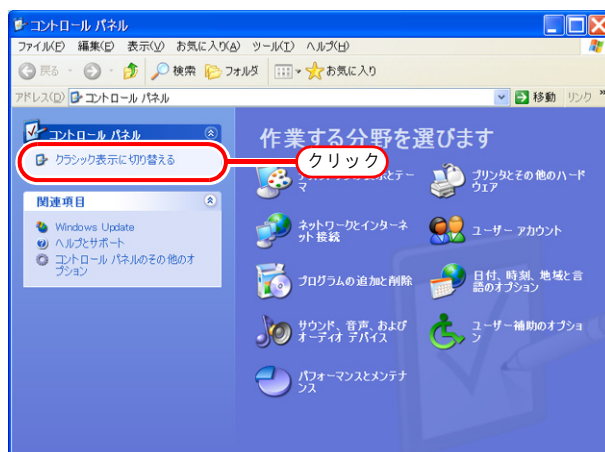 コントロール パネル
ファイル(F) 編集(E) 表示(V) お気に入り(A) ツール(T) ヘルプ(H)
戻る 検索 フォルダ お気に入り
アドレス(D) コントロール パネル 移動 リンク »
コントロール パネル
クラシック表示に切り替える
関連項目
Windows Update
ヘルプとサポート
コントロール パネルのその他のオ
プション
作業する分野を選びます
クリック
マ
プリンタとその他のハード
ウェア
ネットワークとインターネ
ット接続
ユーザー アカウント
プログラムの追加と削除
日付、時刻、地域と言
語のオプション
サウンド、音声、および
オーディオ デバイス
ユーザー補助のオプショ
ン
パフォーマンスとメンテナ
ンス